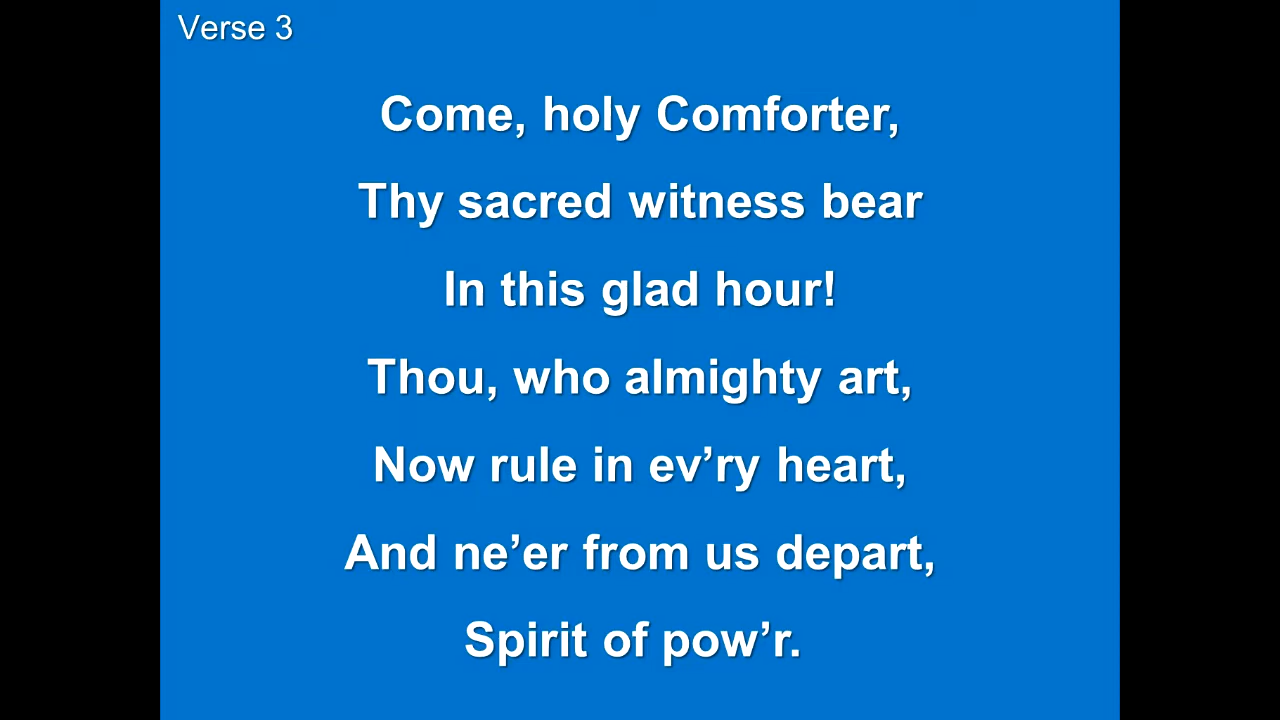 Verse 3
Come, holy Comforter,
Thy sacred witness bear
In this glad hour!
Thou, who almighty art,
Now rule in ev’ry heart,
And ne’er from us depart,
Spirit of pow’r.